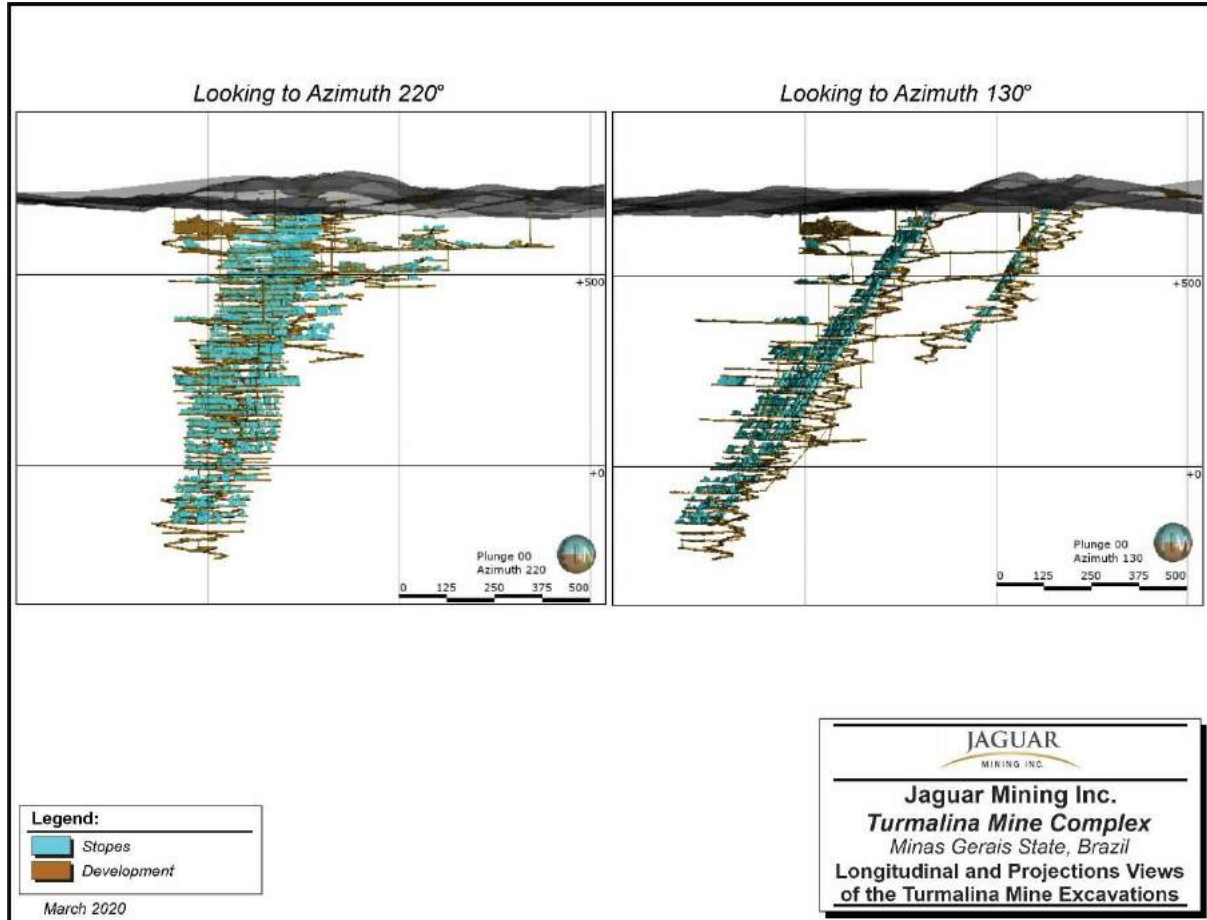 Looking to Azimuth 220°
Looking to Azimuth 130°
+500
+0
Plunge 00
Azimuth 220
0 125 250 375 500
+500
+0
Plunge 00
Azimuth 130
0 125 250 375 500
Legend:
Stopes
Development
March 2020
JAGUAR
MINING INC.
Jaguar Mining Inc.
Turmalina Mine Complex
Minas Gerais State, Brazil
Longitudinal and Projections Views
of the Turmalina Mine Excavations